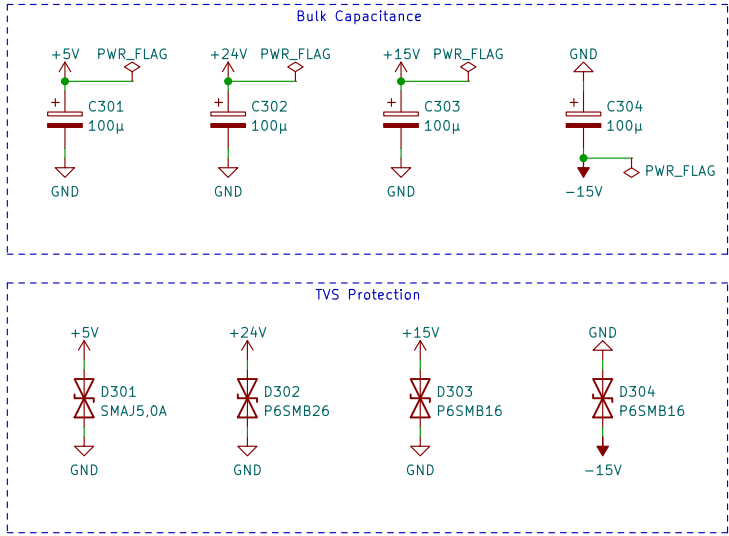 Bulk Capacitance
+5V PWR_FLAG +24V PWR_FLAG +15V PWR_FLAG GND
+ C301 + C302 + C303 + C304
100µ 100µ 100µ 100µ
PWR_FLAG
GND GND GND -15V
TVS Protection
+5V +24V +15V GND
D301 D302 D303 D304
SMAJ5,0A P6SMB26 P6SMB16 P6SMB16
GND GND GND -15V